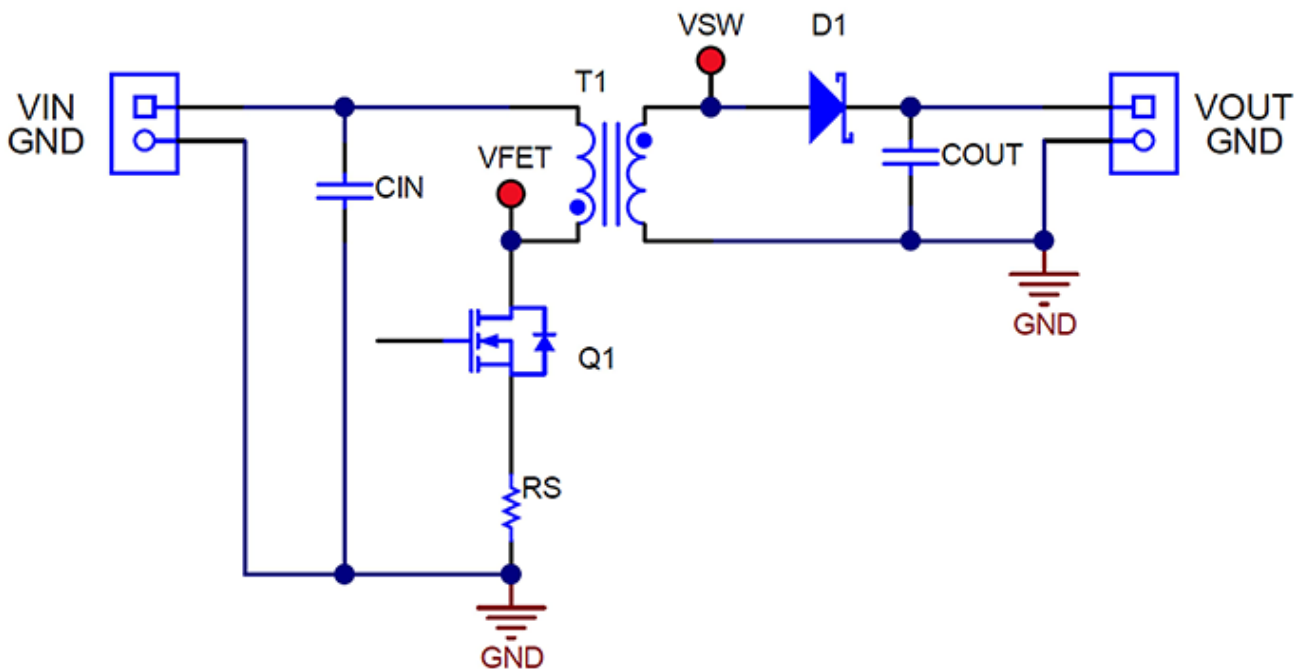 VSW
D1
T1
VIN
GND
VOUT
GND
VFET
COUT
CIN
GND
Q1
RS
GND